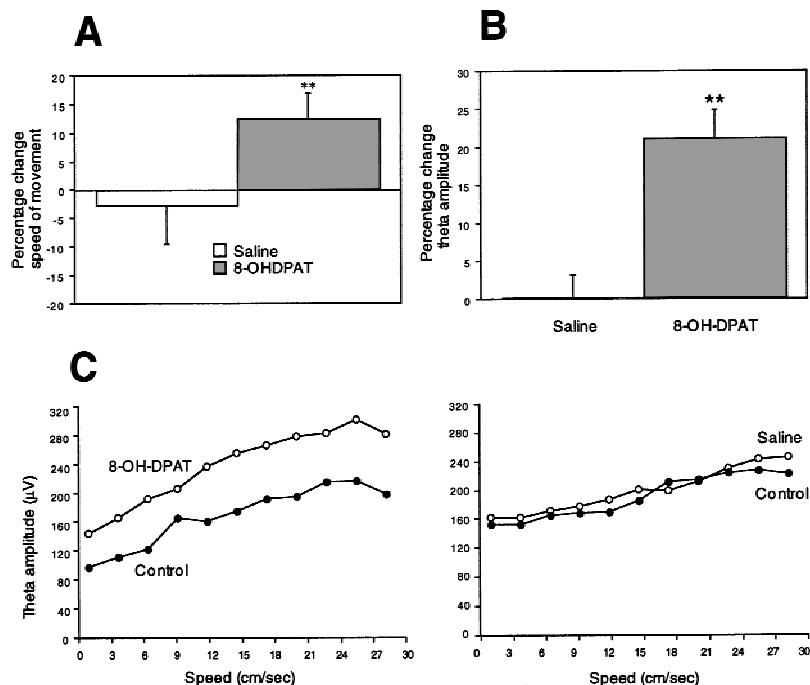 A
20
15
10
5
0
-5
-10
-15
-20
Percentage change
speed of movement
**
Saline
8-OHDPAT
B
30
25
20
15
10
5
0
Percentage change
theta amplitude
**
Saline
8-OH-DPAT
C
320
280
240
200
160
120
80
40
0
Theta amplitude (μV)
8-OH-DPAT
Control
0 3 6 9 12 15 18 21 24 27 30
Speed (cm/sec)
320
280
240
200
160
120
80
40
0
Saline
Control
0 3 6 9 12 15 18 21 24 27 30
Speed (cm/sec)